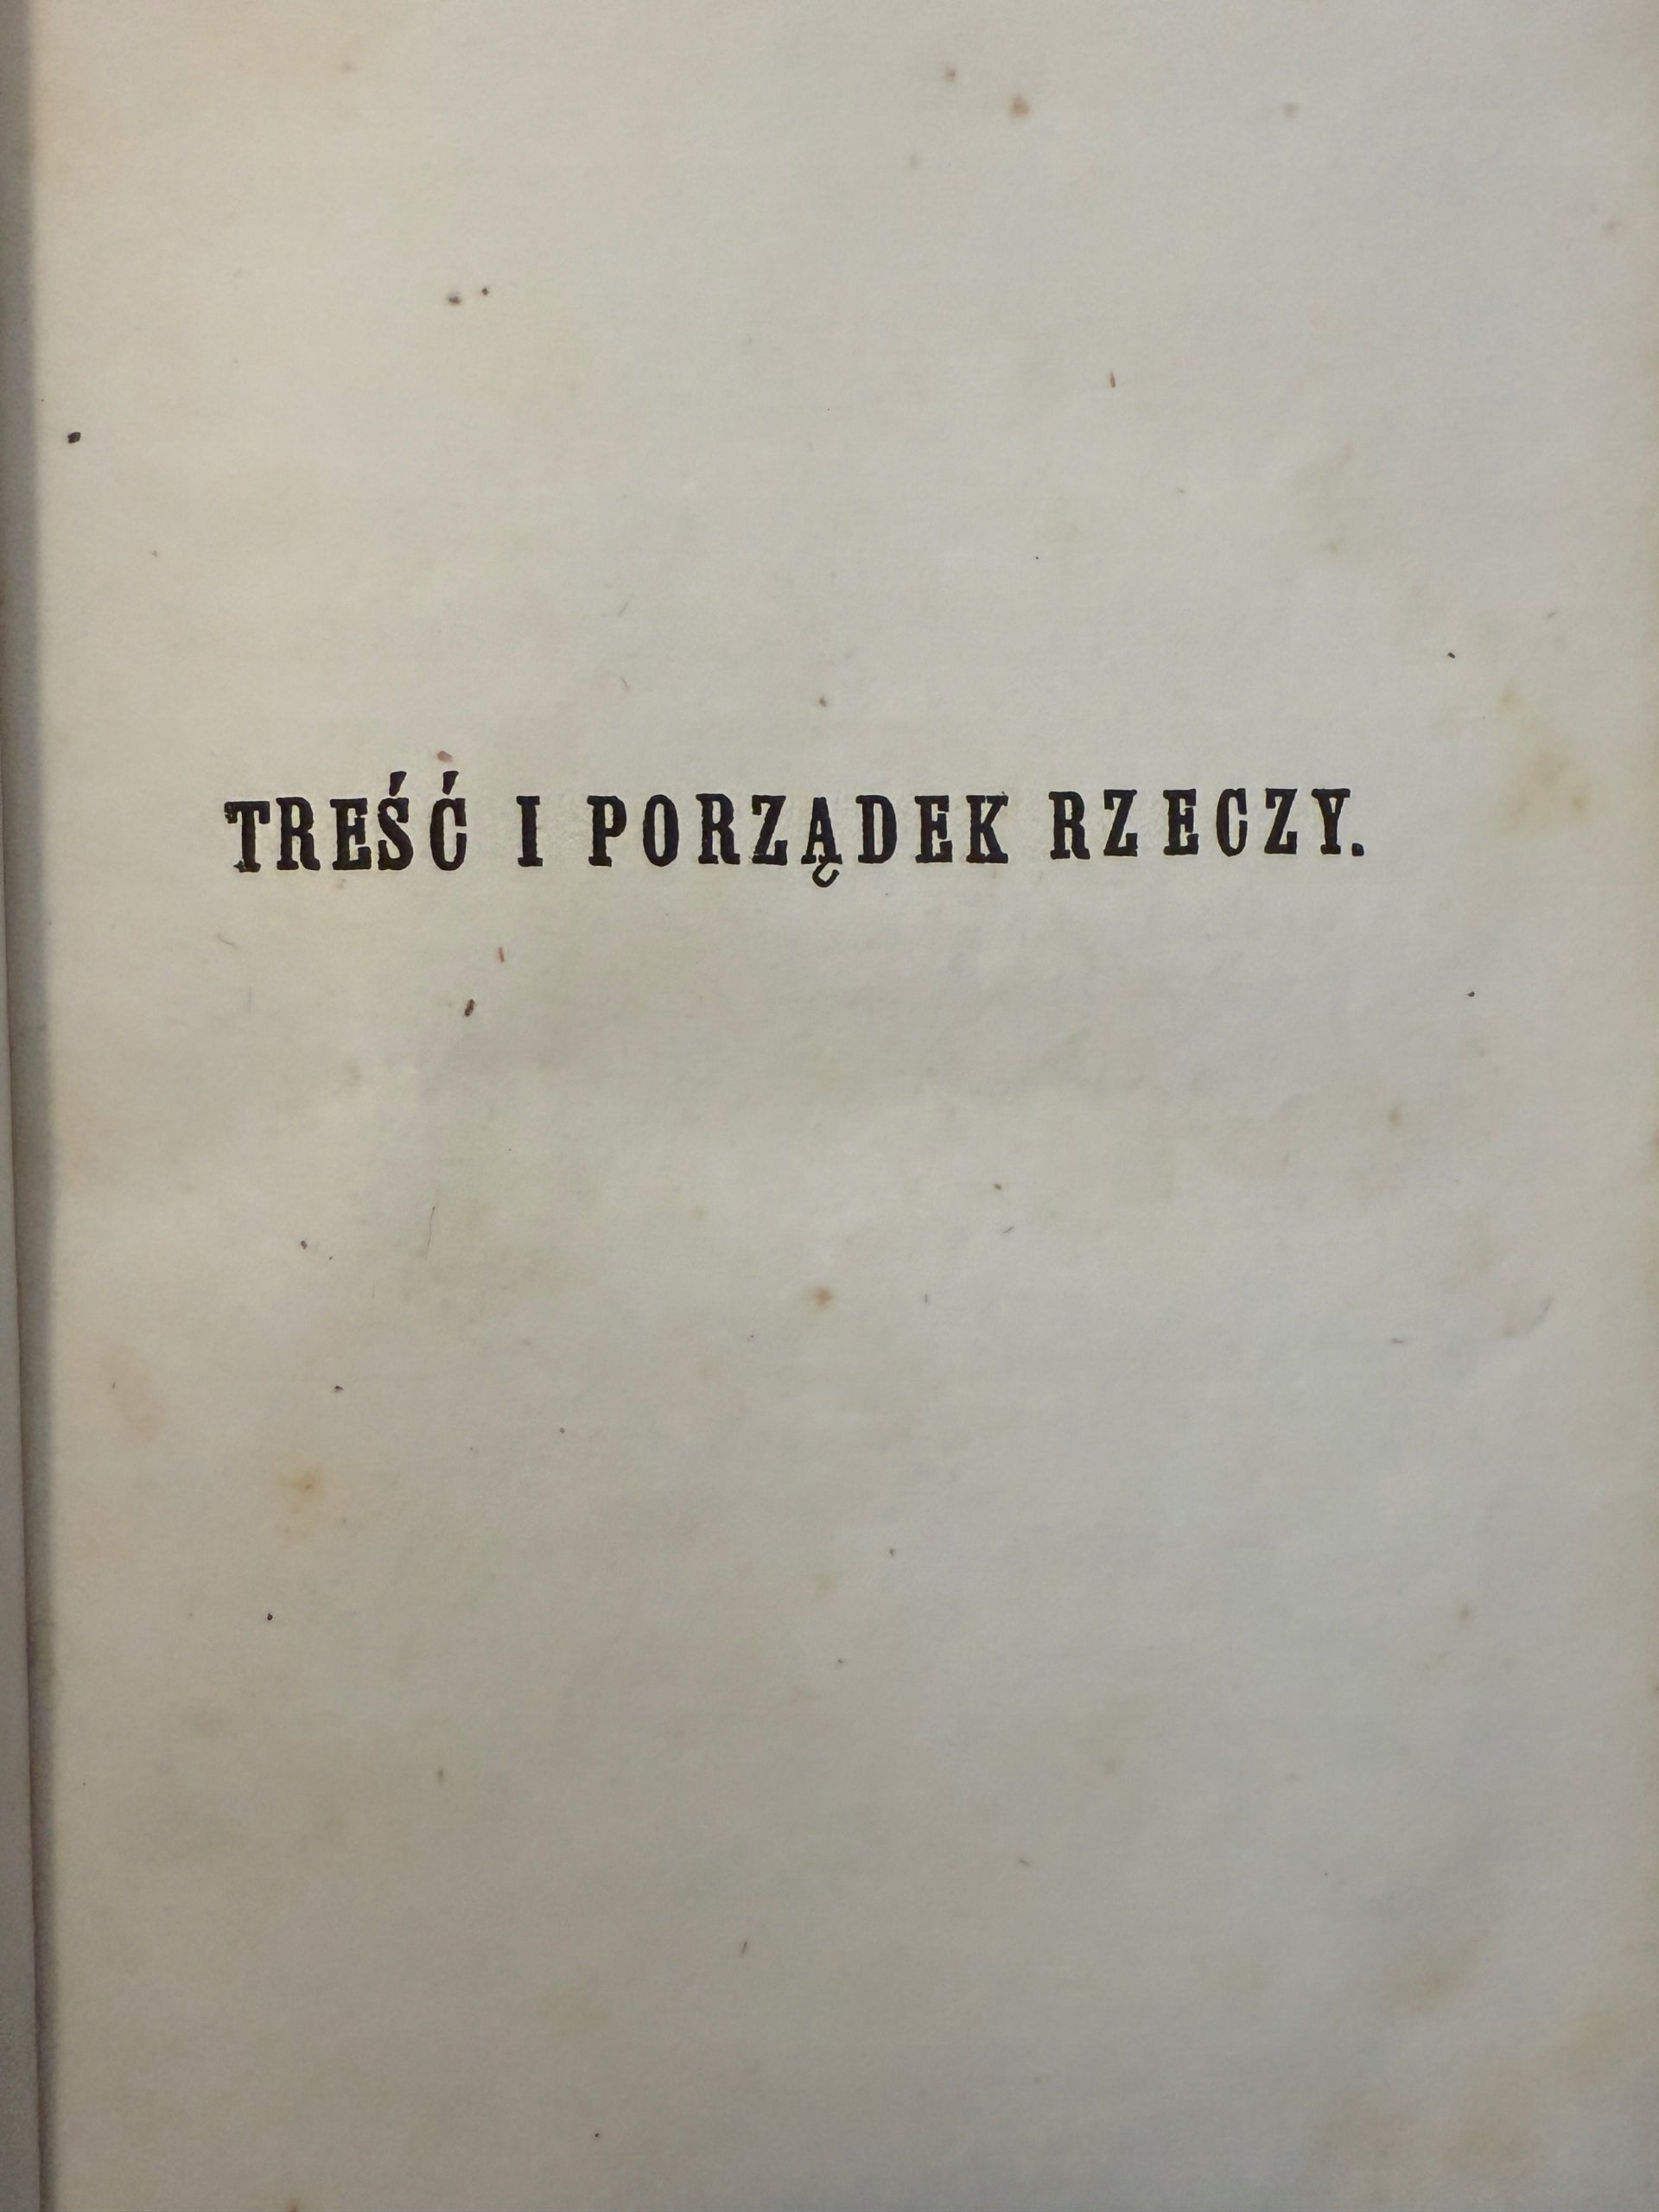 TREŚĆ I PORZĄDEK RZECZY.